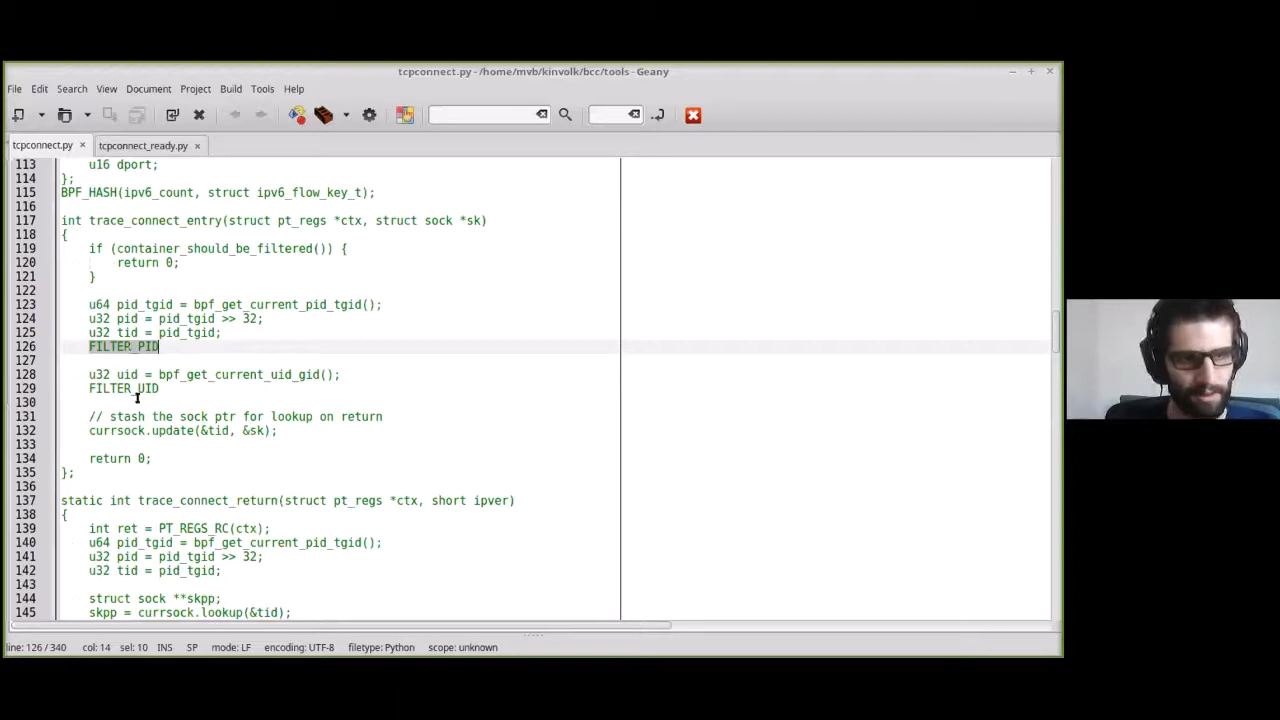 tcpconnect.py - /home/mvb/kinvolk/bcc/tools - Geany
File Edit Search View Document Project Build Tools Help
tcpconnect.py tcpconnect_ready.py
113 u16 dport;
114 };
115 BPF_HASH(ipv6_count, struct ipv6_flow_key_t);
116
117 int trace_connect_entry(struct pt_regs *ctx, struct sock *sk)
118 {
119 if (container_should_be_filtered()) {
120 return 0;
121 }
122
123 u64 pid_tgid = bpf_get_current_pid_tgid();
124 u32 pid = pid_tgid >> 32;
125 u32 tid = pid_tgid;
126 FILTER_PID
127
128 u32 uid = bpf_get_current_uid_gid();
129 FILTER_UID
130
131 // stash the sock ptr for lookup on return
132 currsock.update(&tid, &sk);
133
134 return 0;
135 };
136
137 static int trace_connect_return(struct pt_regs *ctx, short ipver)
138 {
139 int ret = PT_REGS_RC(ctx);
140 u64 pid_tgid = bpf_get_current_pid_tgid();
141 u32 pid = pid_tgid >> 32;
142 u32 tid = pid_tgid;
143
144 struct sock **skpp;
145 skpp = currsock.lookup(&tid);
line: 126 / 340 col: 14 sel: 10 INS SP mode: LF encoding: UTF-8 filetype: Python scope: unknown